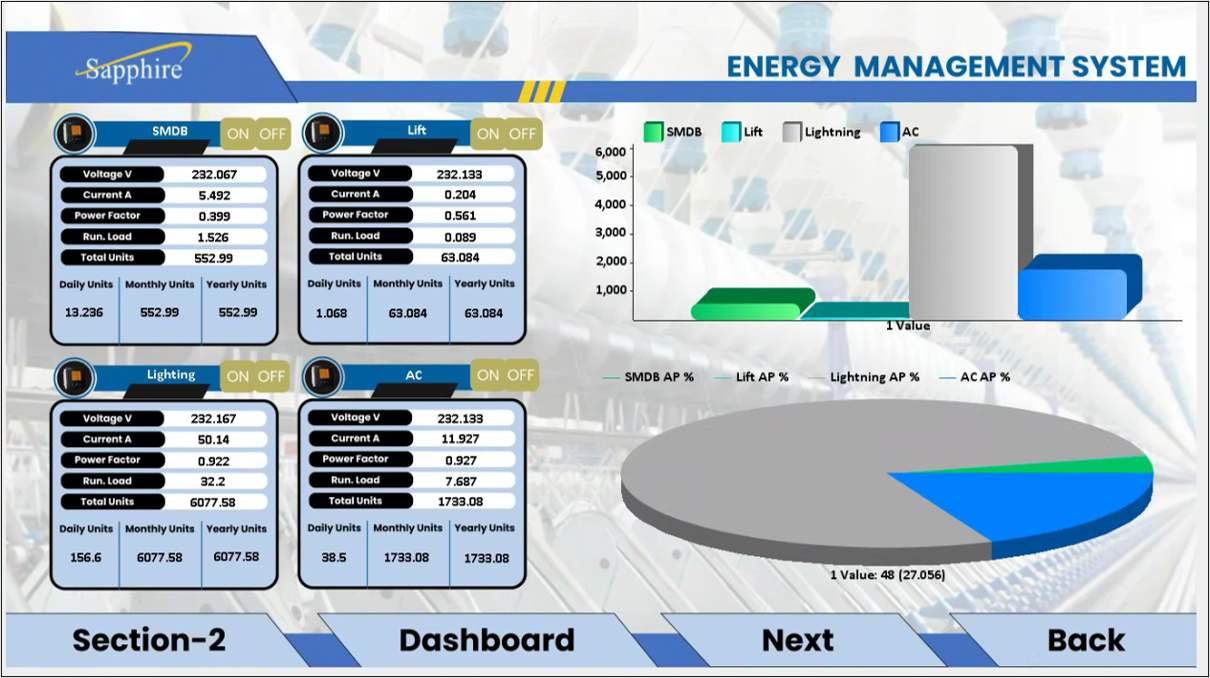 Sapphire
ENERGY MANAGEMENT SYSTEM
SMDB ON OFF
Voltage V 232.067
Current A 5.492
Power Factor 0.399
Run. Load 1.526
Total Units 552.99
Daily Units Monthly Units Yearly Units
13.236 552.99 552.99
Lift ON OFF
Voltage V 232.133
Current A 0.204
Power Factor 0.561
Run. Load 0.089
Total Units 63.084
Daily Units Monthly Units Yearly Units
1.068 63.084 63.084
Lighting ON OFF
Voltage V 232.167
Current A 50.14
Power Factor 0.922
Run. Load 32.2
Total Units 6077.58
Daily Units Monthly Units Yearly Units
156.6 6077.58 6077.58
AC ON OFF
Voltage V 232.133
Current A 11.927
Power Factor 0.927
Run. Load 7.687
Total Units 1733.08
Daily Units Monthly Units Yearly Units
38.5 1733.08 1733.08
SMDB Lift Lightning AC
6,000
5,000
4,000
3,000
2,000
1,000
1 Value
SMDB AP % Lift AP % Lightning AP % AC AP %
1 Value: 48 (27.056)
Section-2 Dashboard Next Back